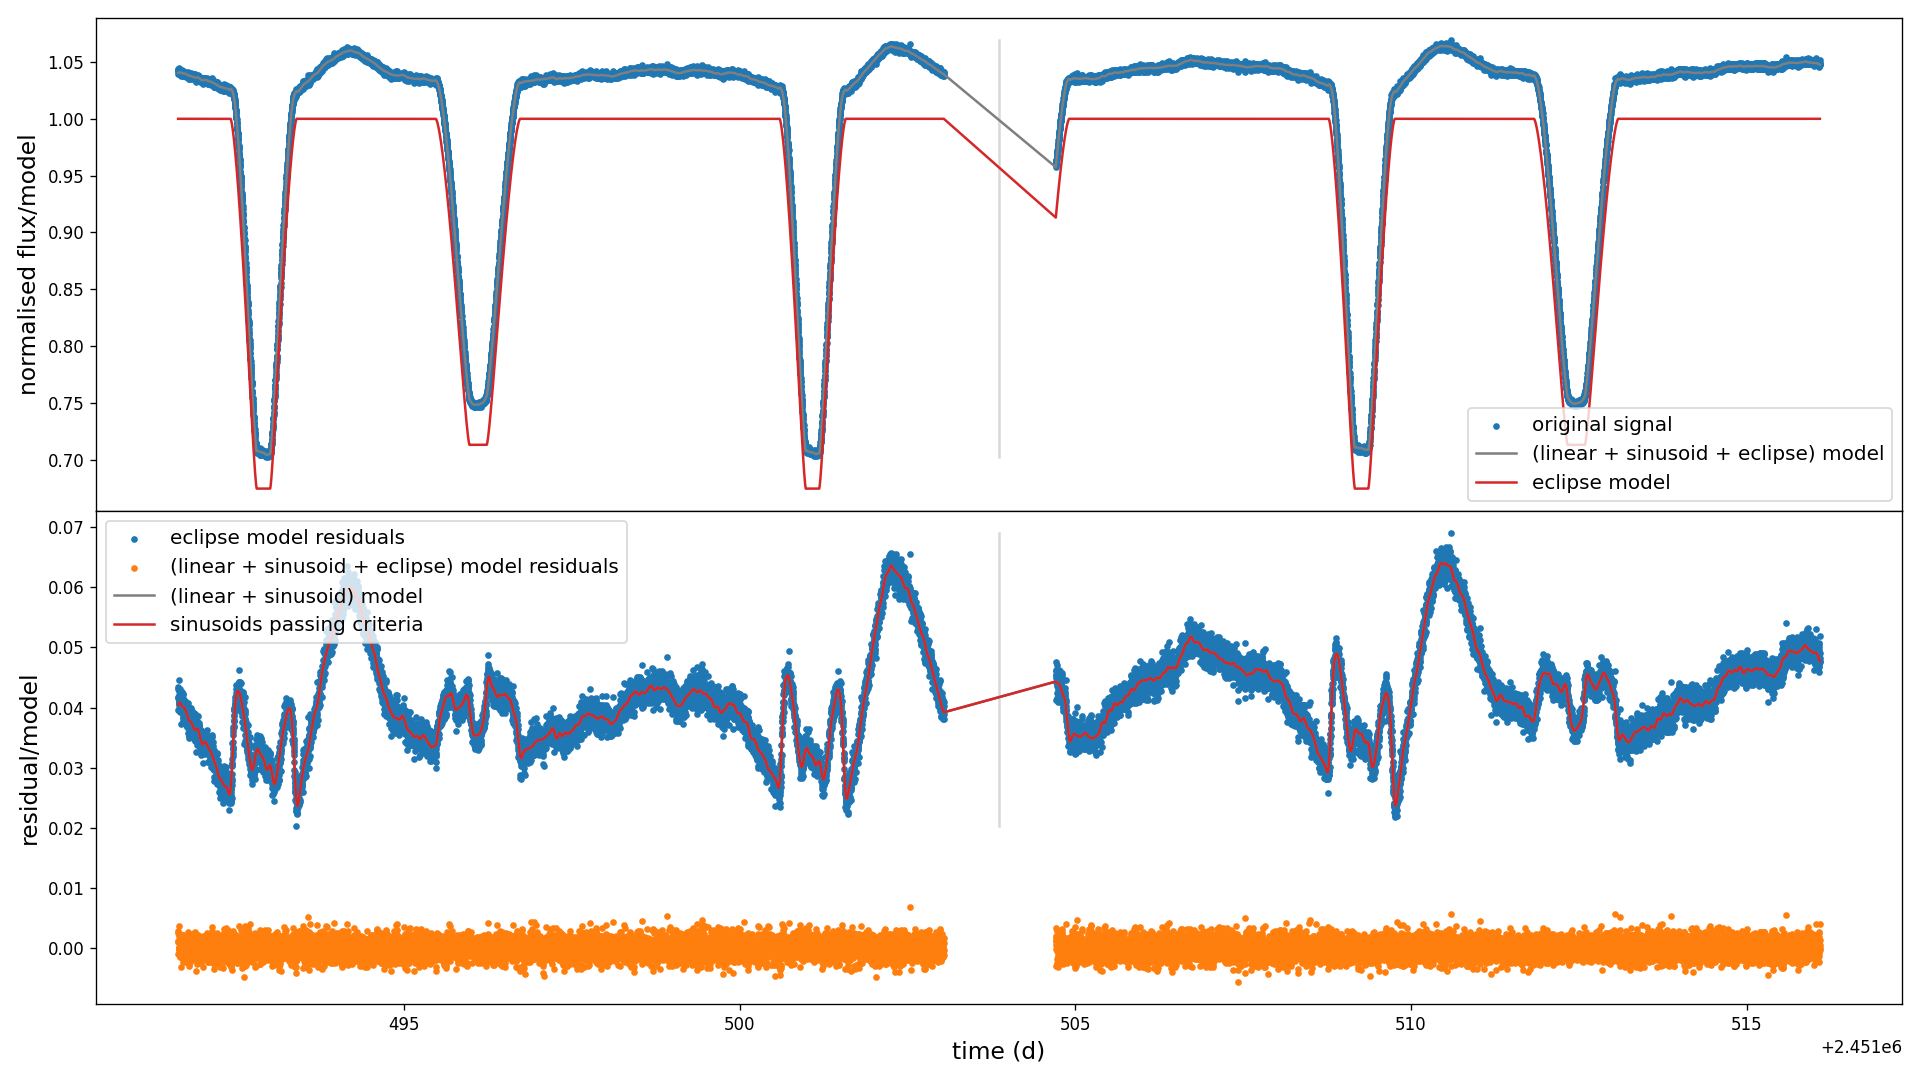 normalised flux/model
1.05
1.00
0.95
0.90
0.85
0.80
0.75
0.70
original signal
(linear + sinusoid + eclipse) model
eclipse model
residual/model
0.07
0.06
0.05
0.04
0.03
0.02
0.01
0.00
eclipse model residuals
(linear + sinusoid + eclipse) model residuals
(linear + sinusoid) model
sinusoids passing criteria
495
500
505
510
515
time (d)
+2.451e6